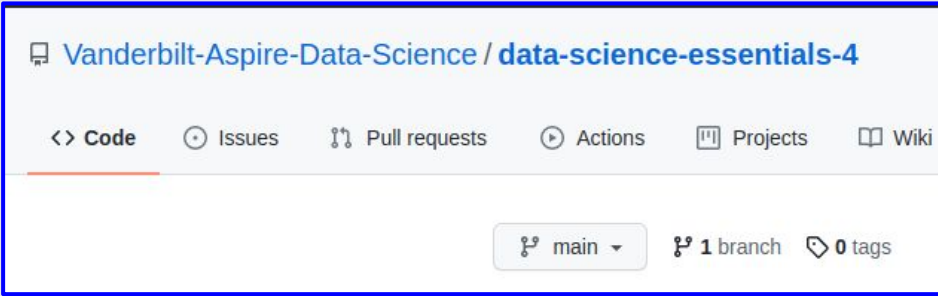 Vanderbilt-Aspire-Data-Science / data-science-essentials-4
<> Code Issues Pull requests Actions Projects Wiki
main 1 branch 0 tags